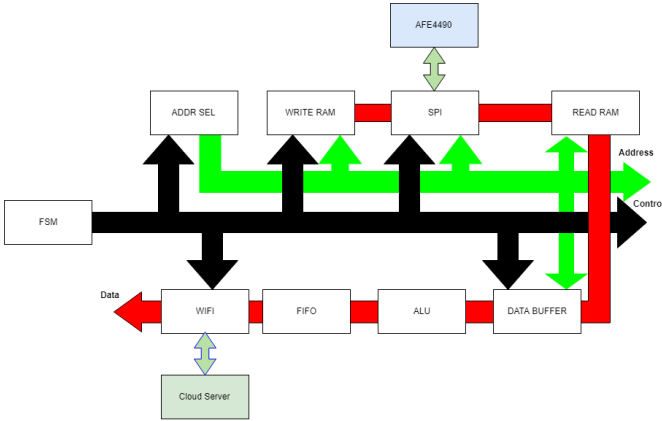 AFE4490
ADDR SEL
WRITE RAM
SPI
READ RAM
Address
Contro
FSM
Data
WIFI
FIFO
ALU
DATA BUFFER
Cloud Server